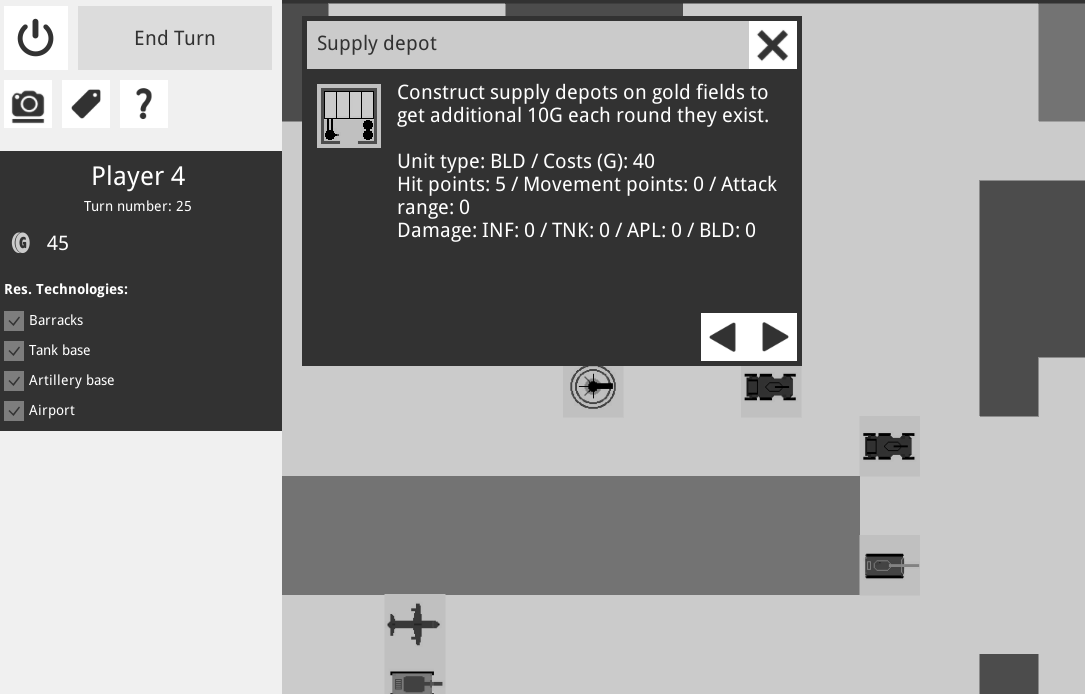 End Turn
?
Player 4
Turn number: 25
G 45
Res. Technologies:
Barracks
Tank base
Artillery base
Airport
Supply depot
Construct supply depots on gold fields to
get additional 10G each round they exist.
Unit type: BLD / Costs (G): 40
Hit points: 5 / Movement points: 0 / Attack
range: 0
Damage: INF: 0 / TNK: 0 / APL: 0 / BLD: 0